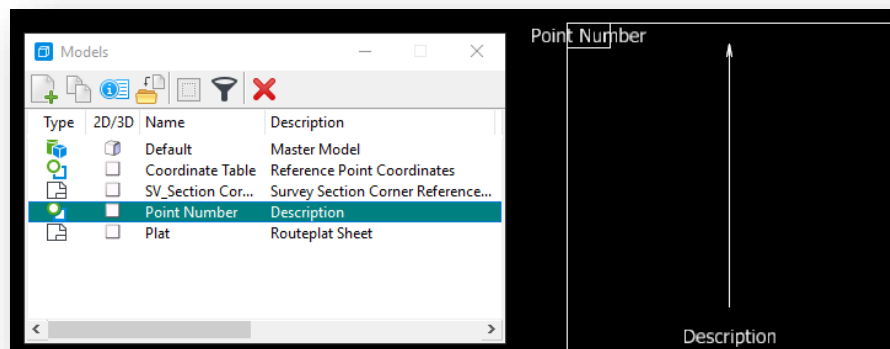 Models
Type 2D/3D Name Description
Default Master Model
Coordinate Table Reference Point Coordinates
SV_Section Cor... Survey Section Corner Reference...
Point Number Description
Plat Routeplat Sheet
Point Number
Description